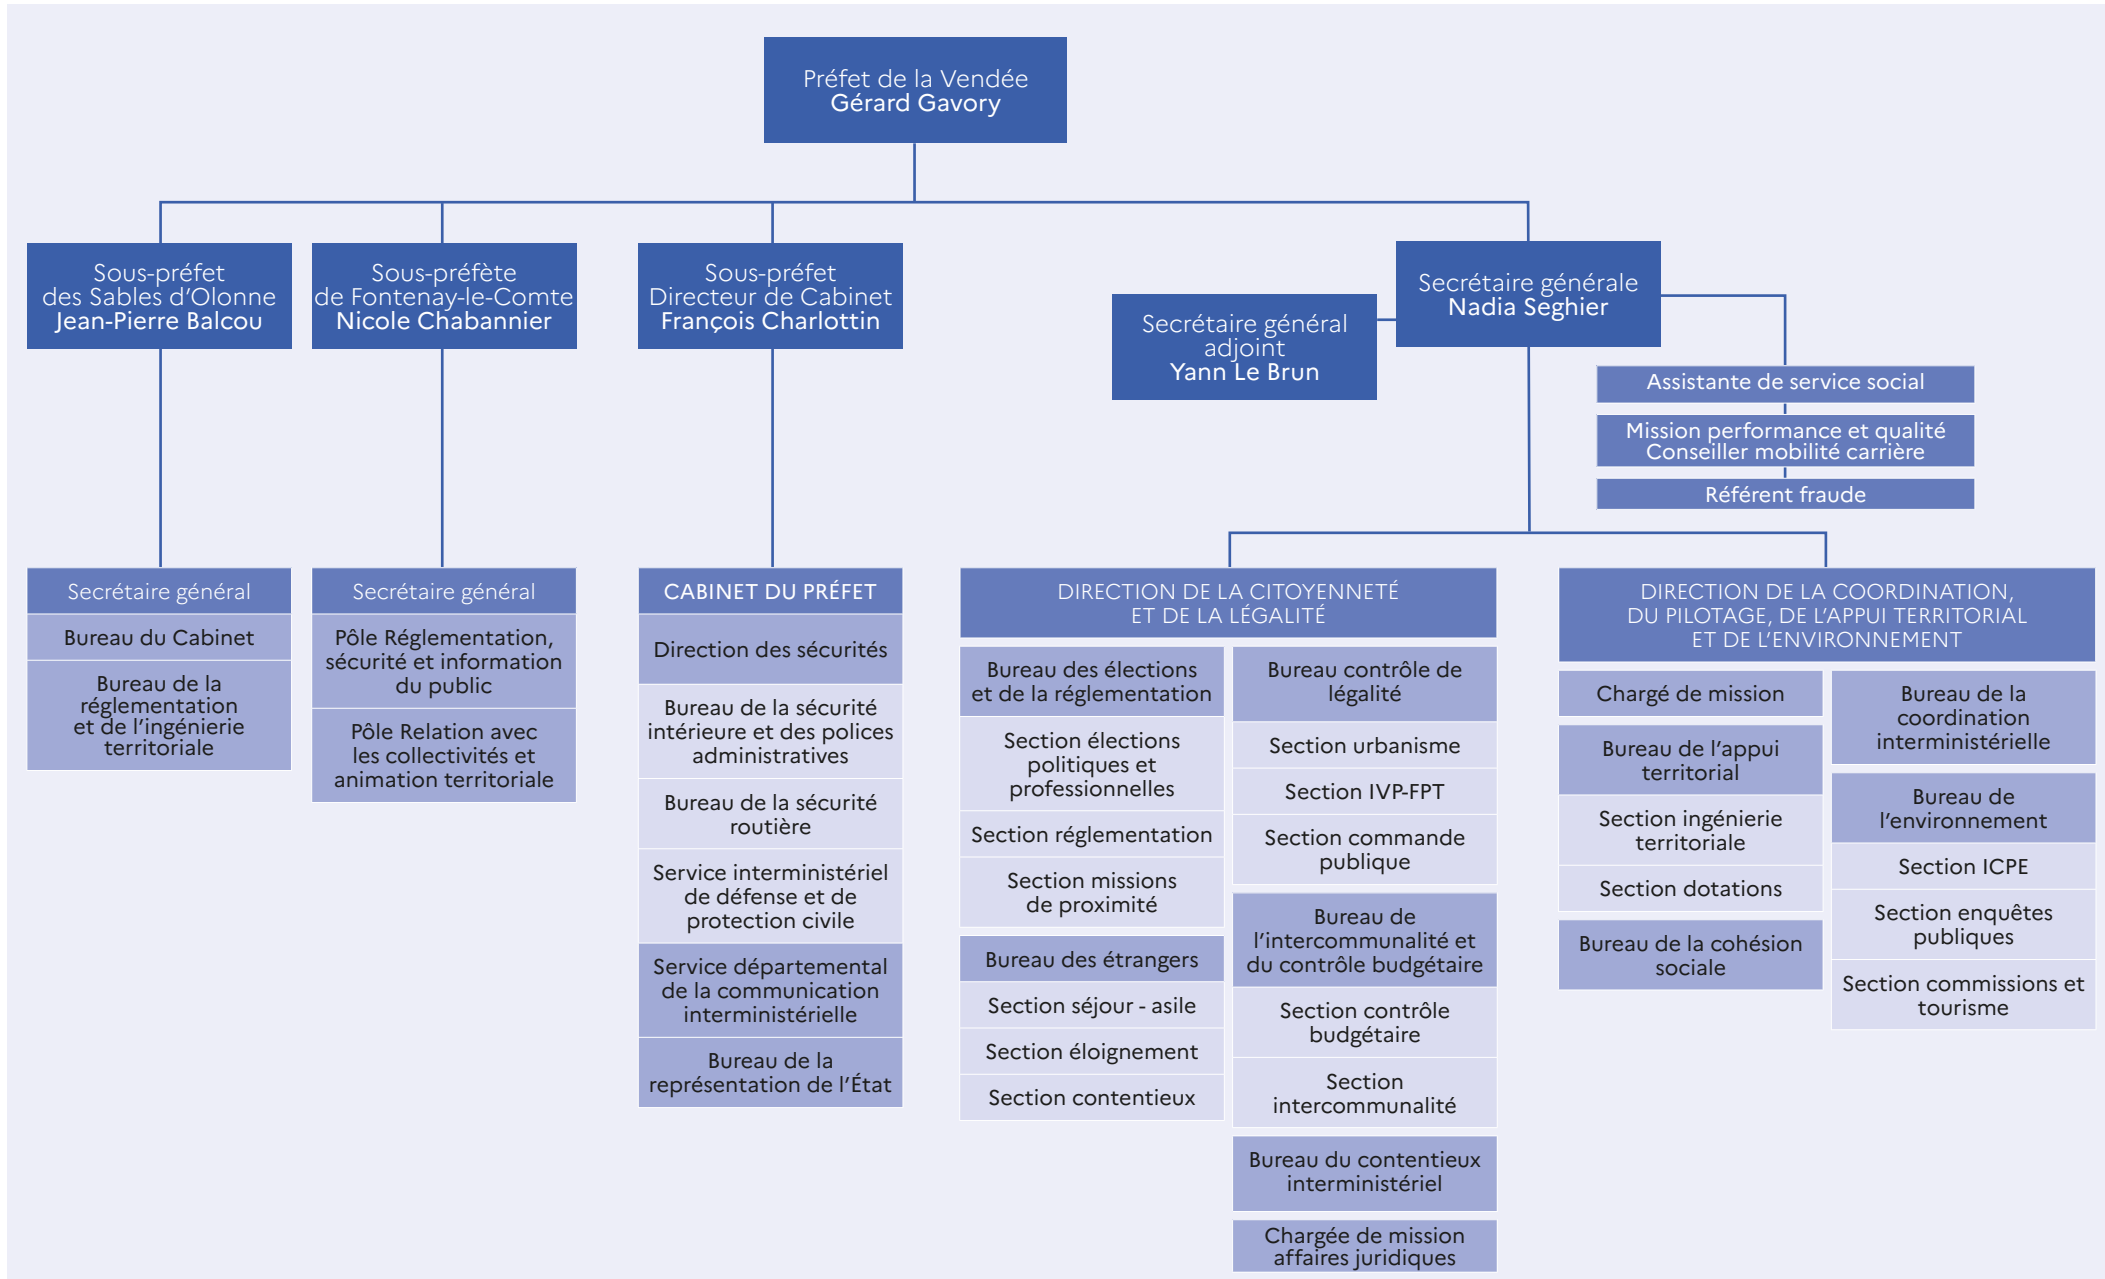 Préfet de la Vendée
Gérard Gavory
Sous-préfet
des Sables d'Olonne
Jean-Pierre Balcou
Sous-préfète
de Fontenay-le-Comte
Nicole Chabannier
Sous-préfet
Directeur de Cabinet
François Charlottin
Secrétaire général
adjoint
Yann Le Brun
Secrétaire générale
Nadia Seghier
Assistante de service social
Mission performance et qualité
Conseiller mobilité carrière
Référent fraude
Secrétaire général
Bureau du Cabinet
Bureau de la
réglementation
et de l'ingénierie
territoriale
Secrétaire général
Pôle Réglementation,
sécurité et information
du public
Pôle Relation avec
les collectivités et
animation territoriale
CABINET DU PRÉFET
Direction des sécurités
Bureau de la sécurité
intérieure et des polices
administratives
Bureau de la sécurité
routière
Service interministériel
de défense et de
protection civile
Service départemental
de la communication
interministérielle
Bureau de la
représentation de l'État
DIRECTION DE LA CITOYENNETÉ
ET DE LA LÉGALITÉ
Bureau des élections
et de la réglementation
Section élections
politiques et
professionnelles
Section réglementation
Section missions
de proximité
Bureau des étrangers
Section séjour - asile
Section éloignement
Section contentieux
Bureau contrôle de
légalité
Section urbanisme
Section IVP-FPT
Section commande
publique
Bureau de
l'intercommunalité et
du contrôle budgétaire
Section contrôle
budgétaire
Section
intercommunalité
Bureau du contentieux
interministériel
Chargée de mission
affaires juridiques
DIRECTION DE LA COORDINATION,
DU PILOTAGE, DE L'APPUI TERRITORIAL
ET DE L'ENVIRONNEMENT
Chargé de mission
Bureau de l'appui
territorial
Section ingénierie
territoriale
Section dotations
Bureau de la cohésion
sociale
Bureau de la
coordination
interministérielle
Bureau de
l'environnement
Section ICPE
Section enquêtes
publiques
Section commissions et
tourisme